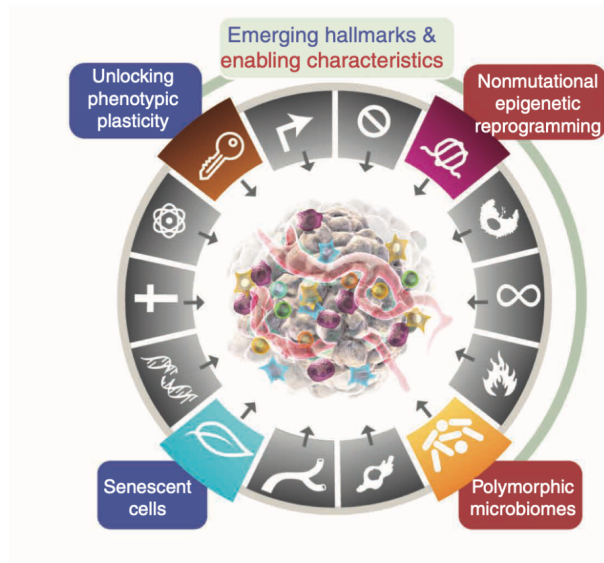 Emerging hallmarks &
enabling characteristics
Unlocking
phenotypic
plasticity
Nonmutational
epigenetic
reprogramming
Senescent
cells
Polymorphic
microbiomes